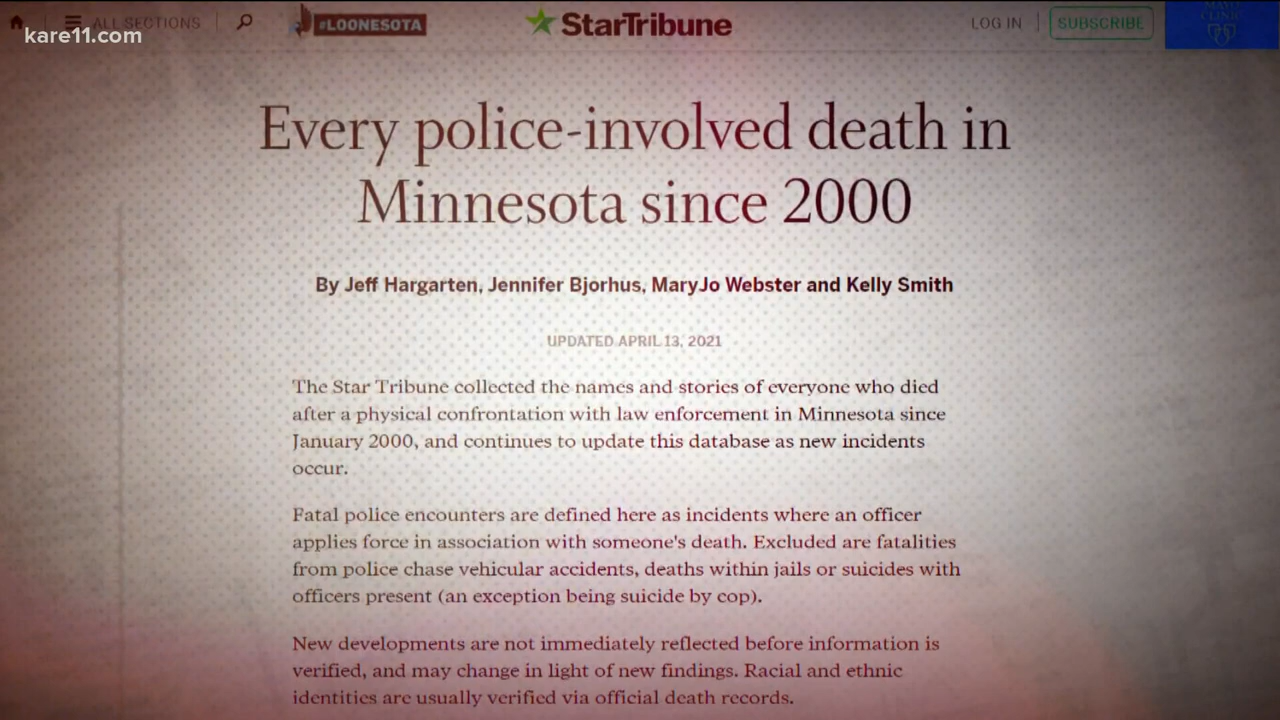 kare11.com
ALL SECTIONS
#LOONESOTA
StarTribune
LOG IN
SUBSCRIBE
MAYO
CLINIC
Every police-involved death in
Minnesota since 2000
By Jeff Hargarten, Jennifer Bjorhus, MaryJo Webster and Kelly Smith
UPDATED APRIL 13, 2021
The Star Tribune collected the names and stories of everyone who died
after a physical confrontation with law enforcement in Minnesota since
January 2000, and continues to update this database as new incidents
occur.
Fatal police encounters are defined here as incidents where an officer
applies force in association with someone's death. Excluded are fatalities
from police chase vehicular accidents, deaths within jails or suicides with
officers present (an exception being suicide by cop).
New developments are not immediately reflected before information is
verified, and may change in light of new findings. Racial and ethnic
identities are usually verified via official death records.